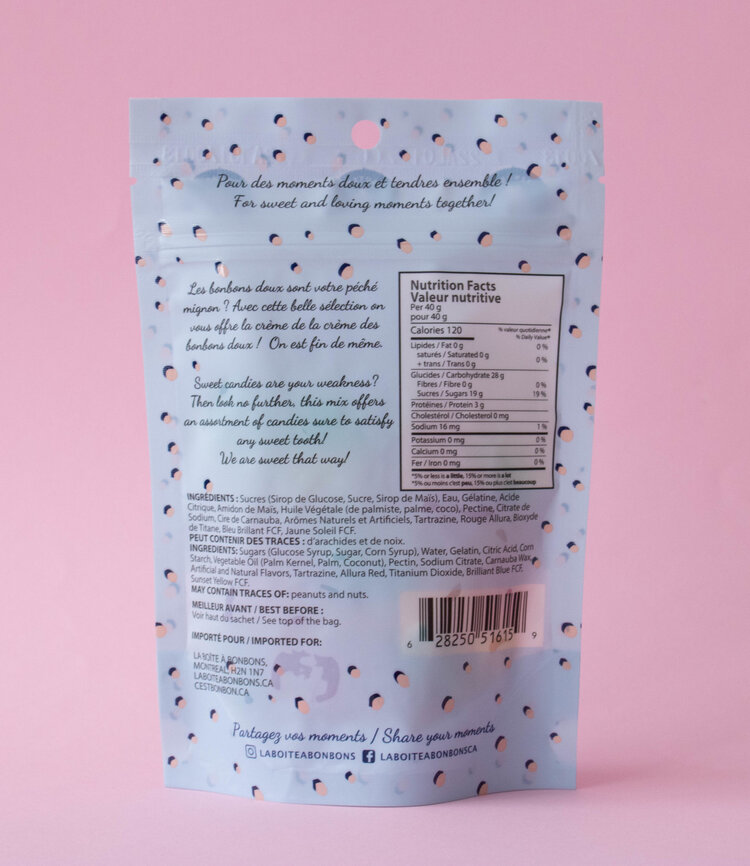 Pour des moments doux et tendres ensemble !
For sweet and loving moments together!
Les bonbons doux sont votre péché
mignon ? Avec cette belle sélection on
vous offre la crème de la crème des
bonbons doux ! On est fin de même.
Sweet candies are your weakness?
Then look no further, this mix offers
an assortment of candies sure to satisfy
any sweet tooth!
We are sweet that way!
Nutrition Facts
Valeur nutritive
Per 40 g
pour 40 g
Calories 120 % valeur quotidienne*
% Daily Value*
Lipides / Fat 0 g 0 %
saturés / Saturated 0 g
+ trans / Trans 0 g 0 %
Glucides / Carbohydrate 28 g
Fibres / Fibre 0 g 0 %
Sucres / Sugars 19 g 19 %
Protéines / Protein 3 g
Cholestérol / Cholesterol 0 mg
Sodium 16 mg 1 %
Potassium 0 mg 0 %
Calcium 0 mg 0 %
Fer / Iron 0 mg 0 %
*5% or less is a little, 15% or more is a lot
*5% ou moins c'est peu, 15% ou plus c'est beaucoup
INGRÉDIENTS : Sucres (Sirop de Glucose, Sucre, Sirop de Maïs), Eau, Gélatine, Acide
Citrique, Amidon de Maïs, Huile Végétale (de palmiste, palme, coco), Pectine, Citrate de
Sodium, Cire de Carnauba, Arômes Naturels et Artificiels, Tartrazine, Rouge Allura, Bioxyde
de Titane, Bleu Brillant FCF, Jaune Soleil FCF.
PEUT CONTENIR DES TRACES : d'arachides et de noix.
INGREDIENTS: Sugars (Glucose Syrup, Sugar, Corn Syrup), Water, Gelatin, Citric Acid, Corn
Starch, Vegetable Oil (Palm Kernel, Palm, Coconut), Pectin, Sodium Citrate, Carnauba Wax,
Artificial and Natural Flavors, Tartrazine, Allura Red, Titanium Dioxide, Brilliant Blue FCF,
Sunset Yellow FCF.
MAY CONTAIN TRACES OF: peanuts and nuts.
MEILLEUR AVANT / BEST BEFORE :
Voir haut du sachet / See top of the bag.
IMPORTÉ POUR / IMPORTED FOR:
LA BOÎTE À BONBONS,
MONTREAL, H2N 1N7
LABOITEABONBONS.CA
CESTBONBON.CA
6 28250 51615 9
Partagez vos moments / Share your moments
LABOITEABONBONS LABOITEABONBONSCA